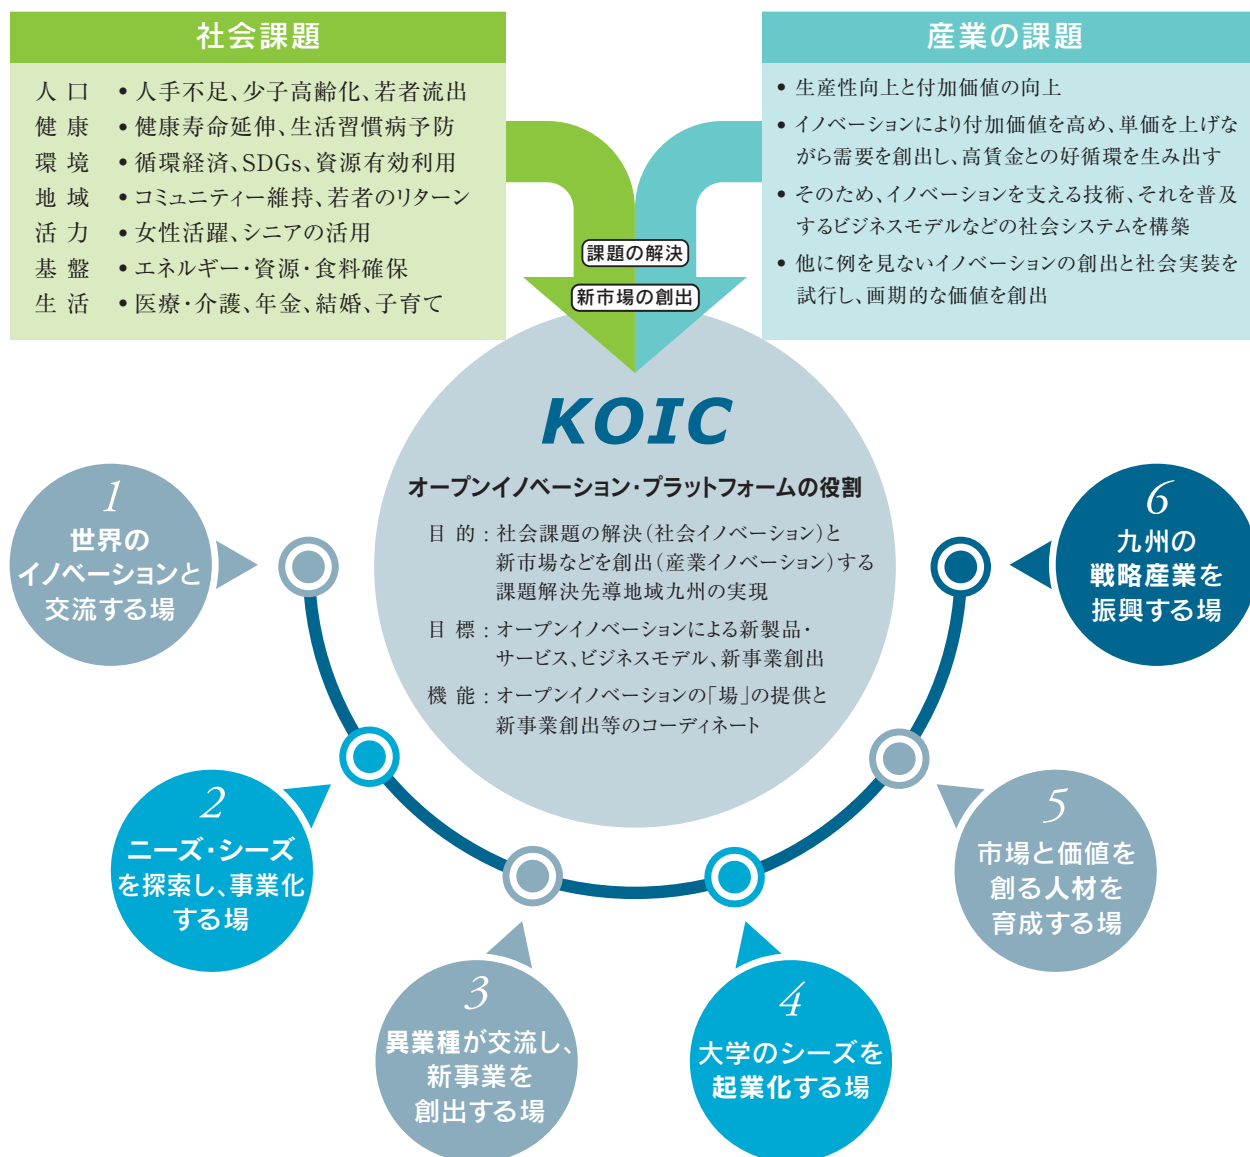 社会課題
人 口 •人手不足、少子高齢化、若者流出
健 康 •健康寿命延伸、生活習慣病予防
環 境 •循環経済、SDGs、資源有効利用
地 域 •コミュニティー維持、若者のリターン
活 力 •女性活躍、シニアの活用
基 盤 •エネルギー・資源・食料確保
生 活 •医療・介護、年金、結婚、子育て
産業の課題
• 生産性向上と付加価値の向上
• イノベーションにより付加価値を高め、単価を上げな
がら需要を創出し、高賃金との好循環を生み出す
• そのため、イノベーションを支える技術、それを普及
するビジネスモデルなどの社会システムを構築
• 他に例を見ないイノベーションの創出と社会実装を
試行し、画期的な価値を創出
課題の解決
新市場の創出
KOIC
オープンイノベーション・プラットフォームの役割
目 的 : 社会課題の解決(社会イノベーション)と
新市場などを創出(産業イノベーション)する
課題解決先導地域九州の実現
目 標 : オープンイノベーションによる新製品・
サービス、ビジネスモデル、新事業創出
機 能 : オープンイノベーションの「場」の提供と
新事業創出等のコーディネート
1
世界の
イノベーションと
交流する場
2
ニーズ・シーズ
を探索し、事業化
する場
3
異業種が交流し、
新事業を
創出する場
4
大学のシーズを
起業化する場
5
市場と価値を
創る人材を
育成する場
6
九州の
戦略産業を
振興する場